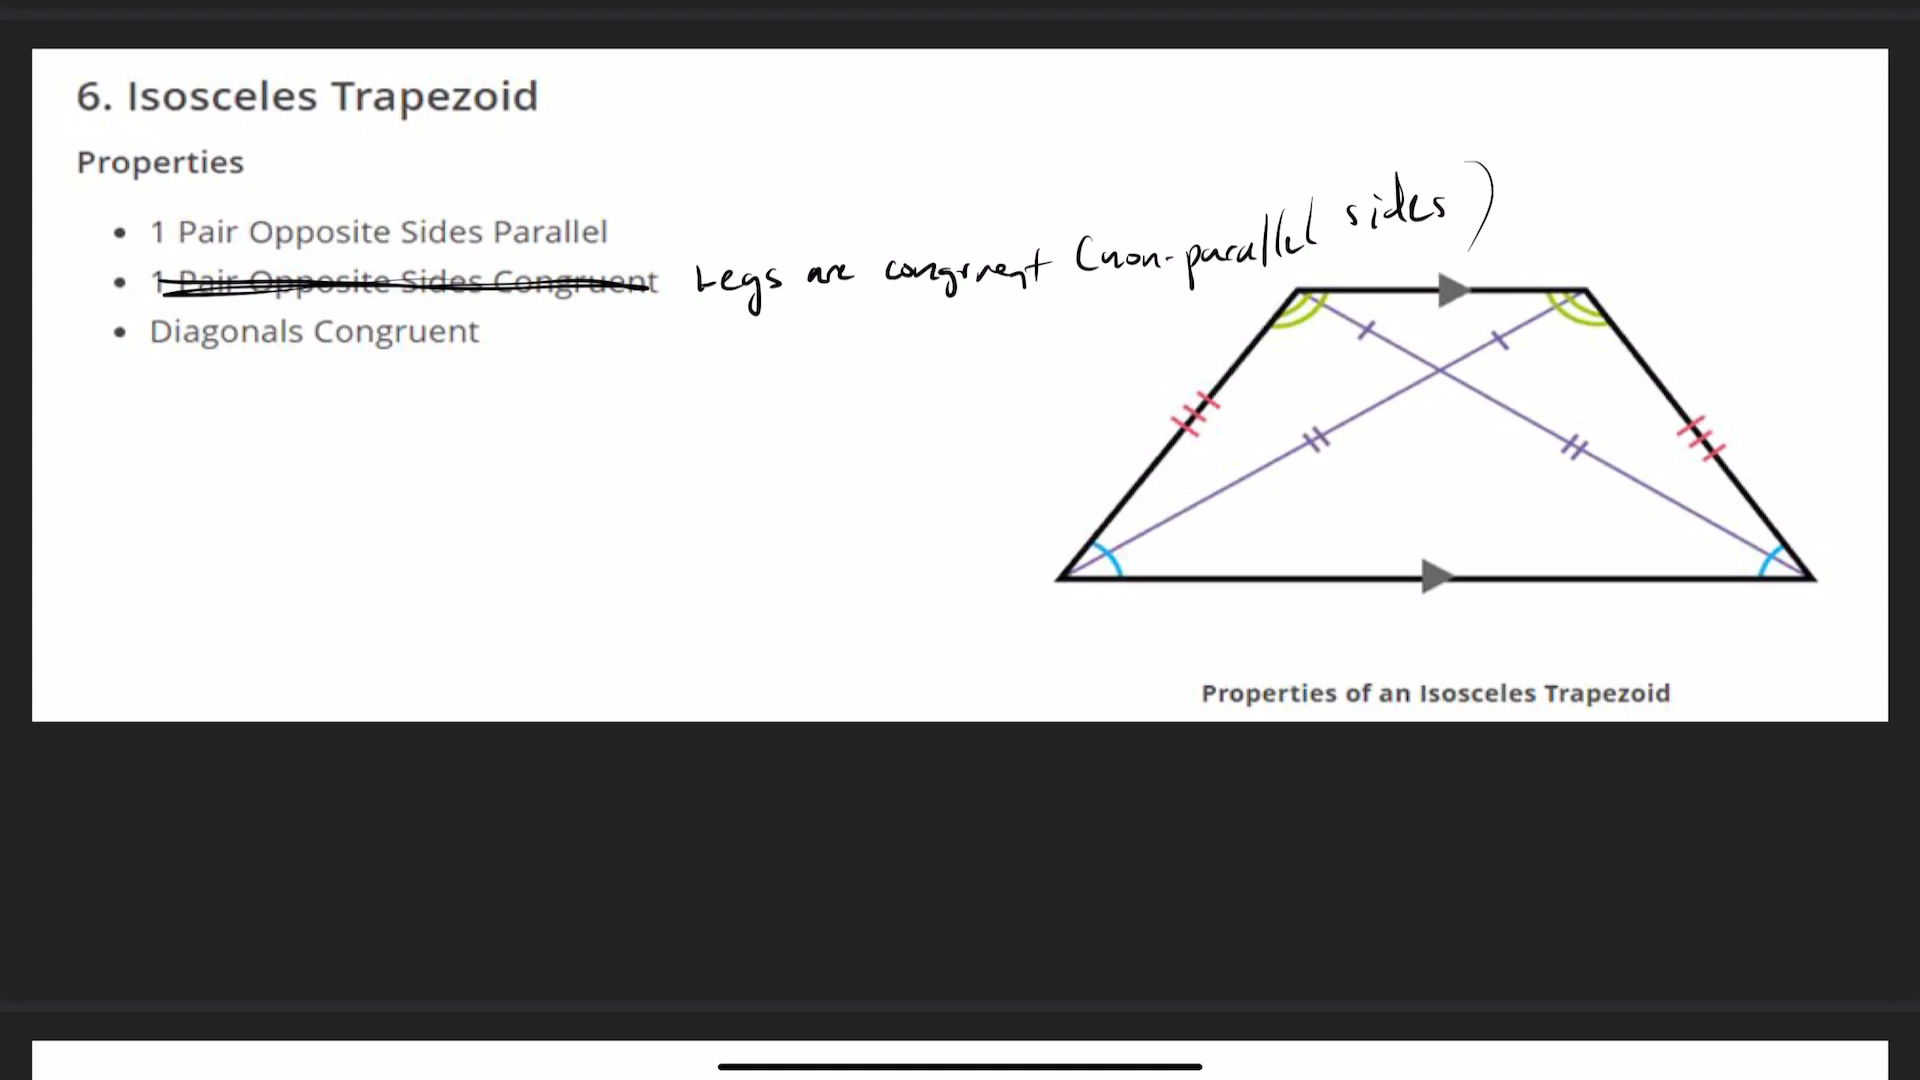 6. Isosceles Trapezoid
Properties
• 1 Pair Opposite Sides Parallel
• 1 Pair Opposite Sides Congruent Legs are congruent (non-parallel sides)
• Diagonals Congruent
Properties of an Isosceles Trapezoid